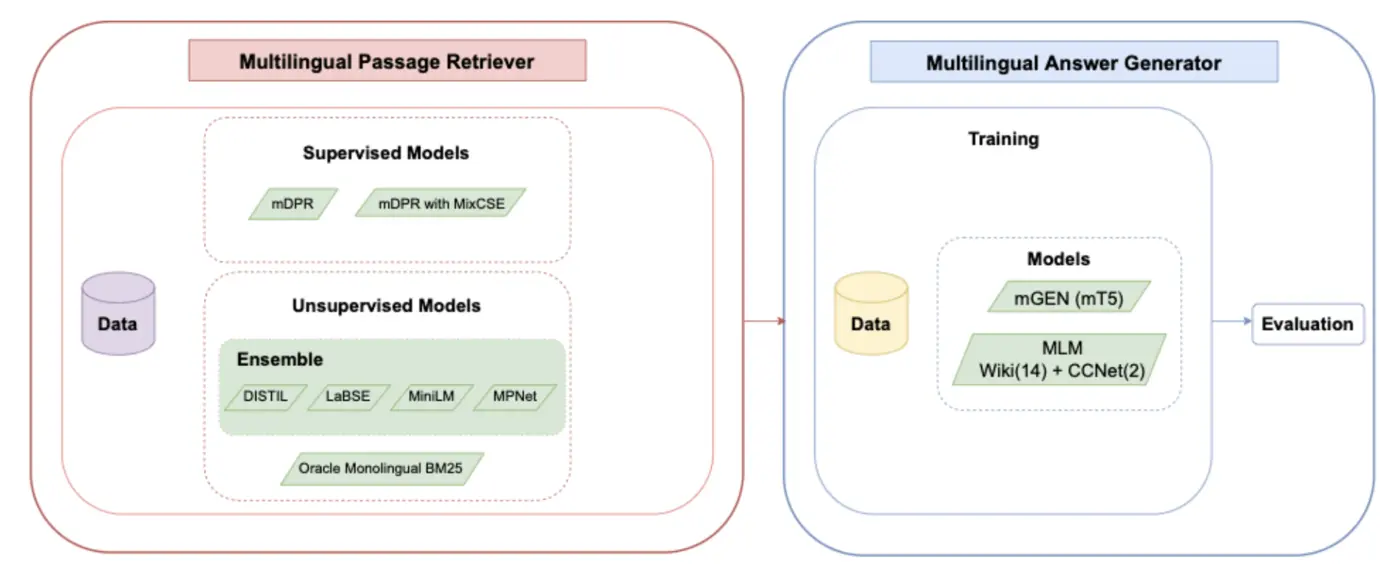 Multilingual Passage Retriever
Supervised Models
mDPR
mDPR with MixCSE
Data
Unsupervised Models
Ensemble
DISTIL
LaBSE
MiniLM
MPNet
Oracle Monolingual BM25
Multilingual Answer Generator
Training
Data
Models
mGEN (mT5)
MLM
Wiki(14) + CCNet(2)
Evaluation